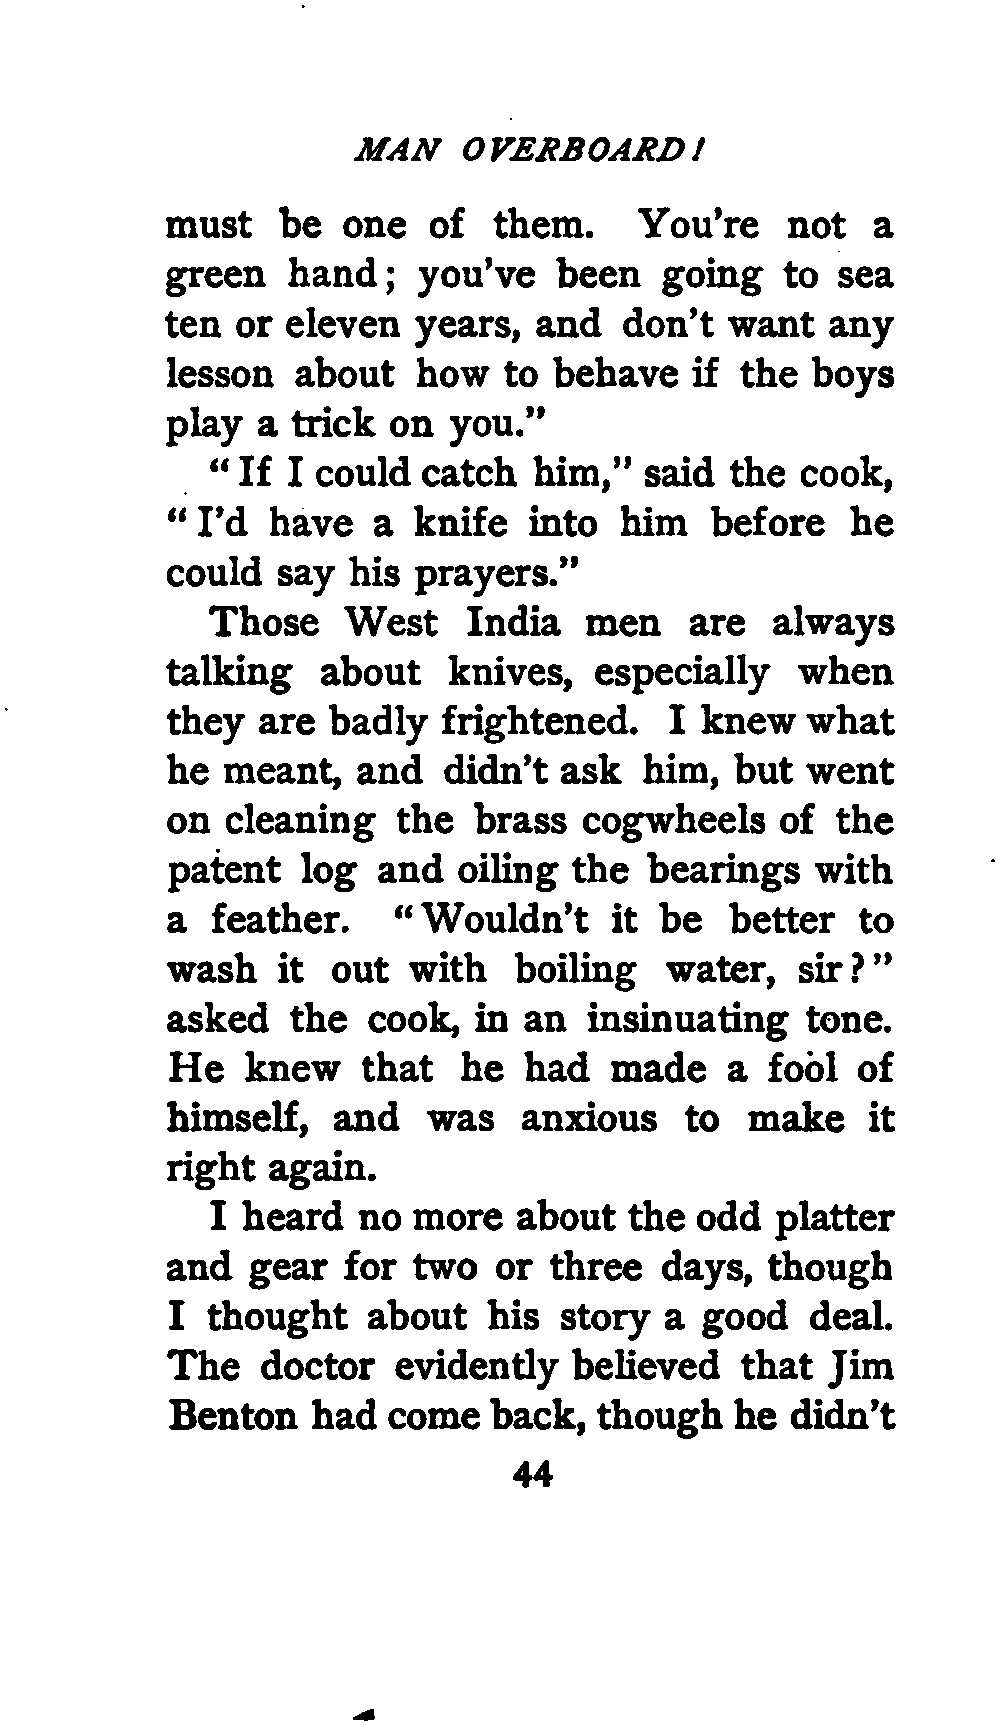 MAN OVERBOARD!
must be one of them. You're not a
green hand; you've been going to sea
ten or eleven years, and don't want any
lesson about how to behave if the boys
play a trick on you."
"If I could catch him," said the cook,
"I'd have a knife into him before he
could say his prayers."
Those West India men are always
talking about knives, especially when
they are badly frightened. I knew what
he meant, and didn't ask him, but went
on cleaning the brass cogwheels of the
patent log and oiling the bearings with
a feather. "Wouldn't it be better to
wash it out with boiling water, sir?"
asked the cook, in an insinuating tone.
He knew that he had made a fool of
himself, and was anxious to make it
right again.
I heard no more about the odd platter
and gear for two or three days, though
I thought about his story a good deal.
The doctor evidently believed that Jim
Benton had come back, though he didn't
44